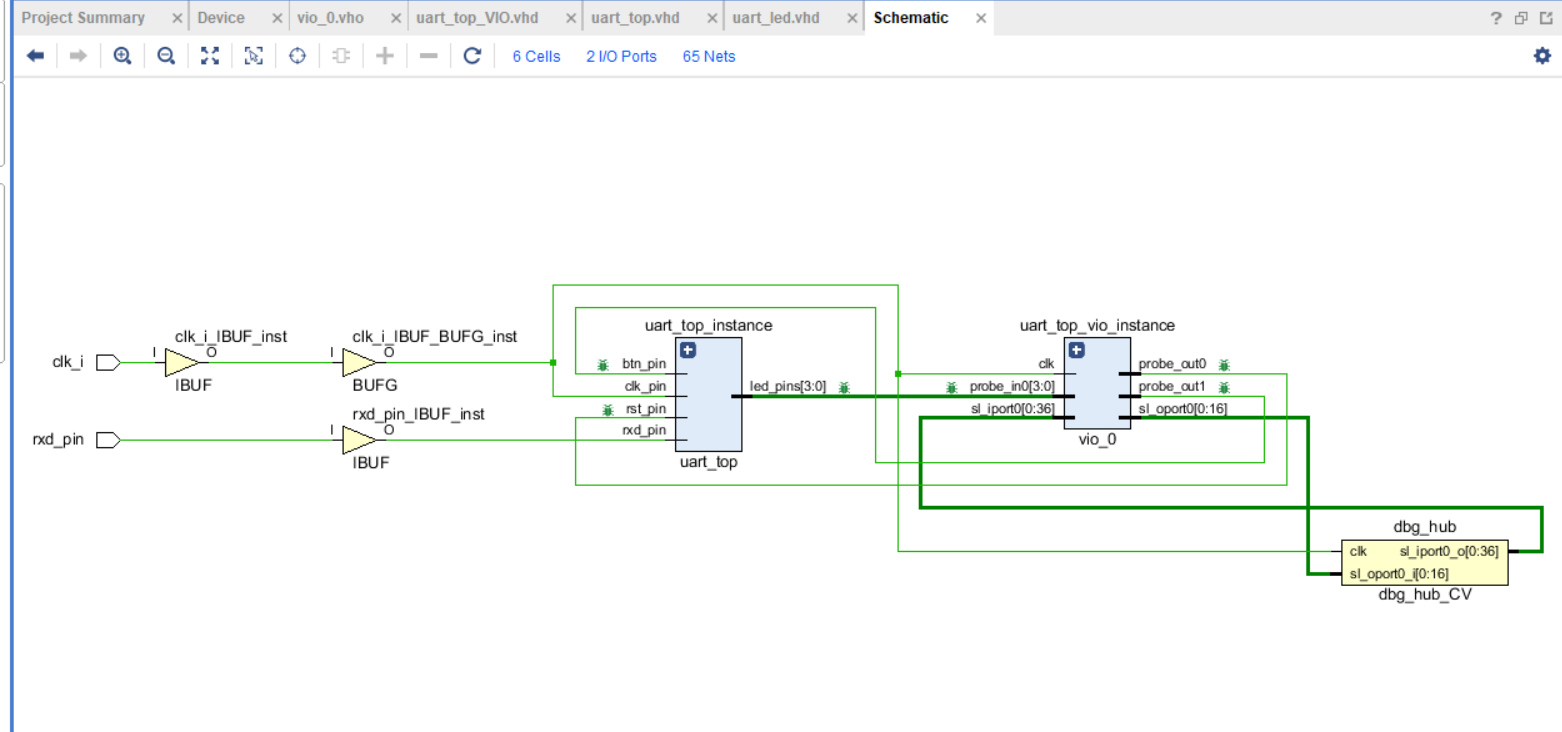 Project Summary × Device × vio_0.vho × uart_top_VIO.vhd × uart_top.vhd × uart_led.vhd × Schematic × ?
6 Cells 2 I/O Ports 65 Nets
uart_top_instance uart_top_vio_instance
clk_i_IBUF_inst clk_i_IBUF_BUFG_inst
clk_i I O I O btn_pin clk probe_out0
IBUF BUFG clk_pin led_pins[3:0] probe_in0[3:0] probe_out1
rxd_pin_IBUF_inst rst_pin sl_iport0[0:36] sl_oport0[0:16]
rxd_pin I O rxd_pin vio_0
IBUF uart_top
dbg_hub
clk sl_iport0_o[0:36]
sl_oport0_i[0:16]
dbg_hub_CV